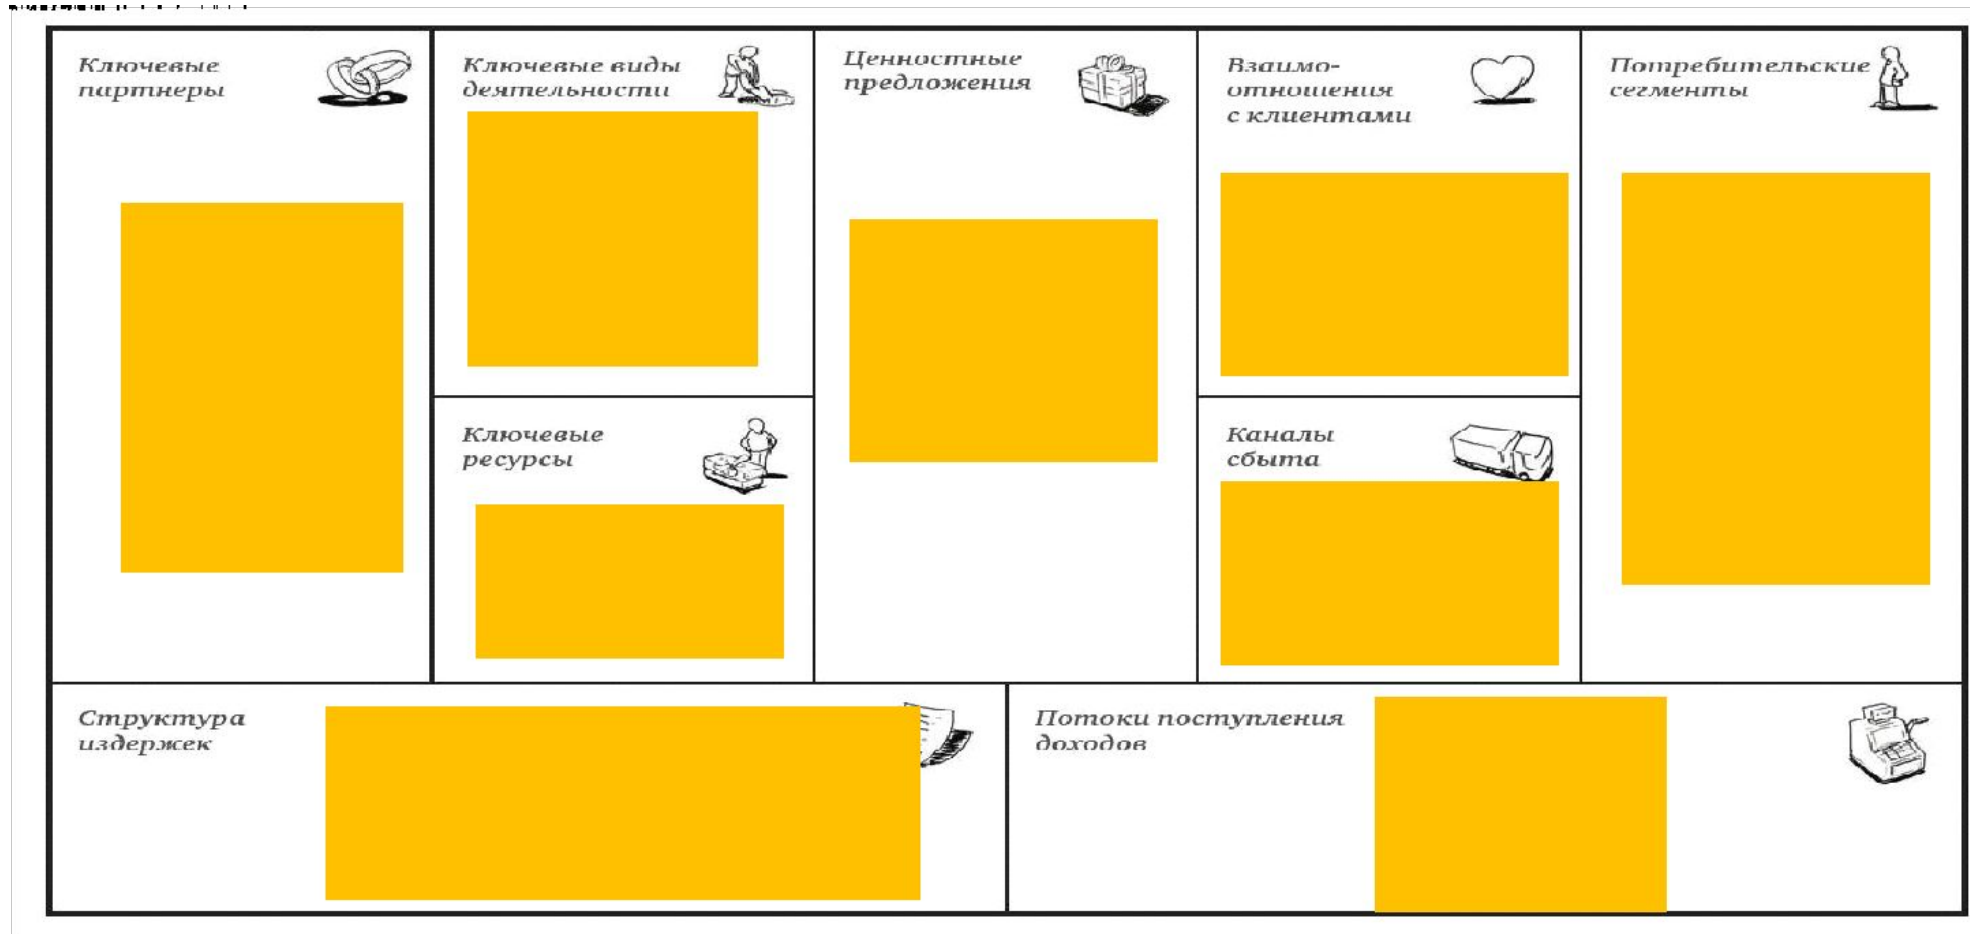 Ключевые
партнеры
Ключевые виды
деятельности
Ключевые
ресурсы
Ценностные
предложения
Взаимо-
отношения
с клиентами
Каналы
сбыта
Потребительские
сегменты
Структура
издержек
Потоки поступления
доходов